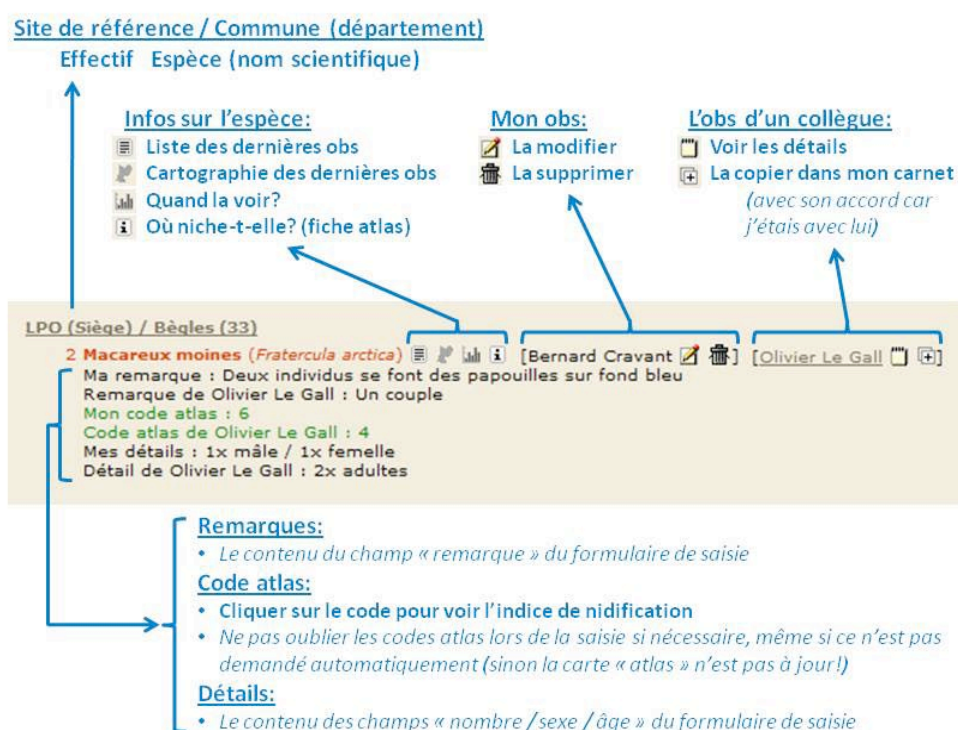 Site de référence / Commune (département)
Effectif Espèce (nom scientifique)
Infos sur l'espèce:
Liste des dernières obs
Cartographie des dernières obs
Quand la voir?
Où niche-t-elle? (fiche atlas)
Mon obs:
La modifier
La supprimer
L'obs d'un collègue:
Voir les détails
La copier dans mon carnet
(avec son accord car
j'étais avec lui)
LPO (Siège) / Bègles (33)
2 Macareux moines (Fratercula arctica) [Bernard Cravant ] [Olivier Le Gall ]
Ma remarque : Deux individus se font des papouilles sur fond bleu
Remarque de Olivier Le Gall : Un couple
Mon code atlas : 6
Code atlas de Olivier Le Gall : 4
Mes détails : 1x mâle / 1x femelle
Détail de Olivier Le Gall : 2x adultes
Remarques:
• Le contenu du champ « remarque » du formulaire de saisie
Code atlas:
• Cliquer sur le code pour voir l'indice de nidification
• Ne pas oublier les codes atlas lors de la saisie si nécessaire, même si ce n'est pas
demandé automatiquement (sinon la carte « atlas » n'est pas à jour!)
Détails:
• Le contenu des champs « nombre / sexe / âge » du formulaire de saisie